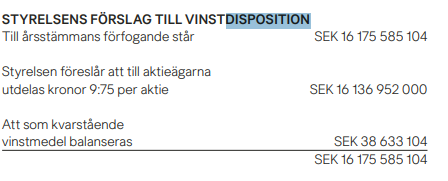 STYRELSENS FÖRSLAG TILL VINSTDISPOSITION
Till årsstämmans förfogande står SEK 16 175 585 104
Styrelsen föreslår att till aktieägarna
utdelas kronor 9:75 per aktie SEK 16 136 952 000
Att som kvarstående
vinstmedel balanseras SEK 38 633 104
SEK 16 175 585 104